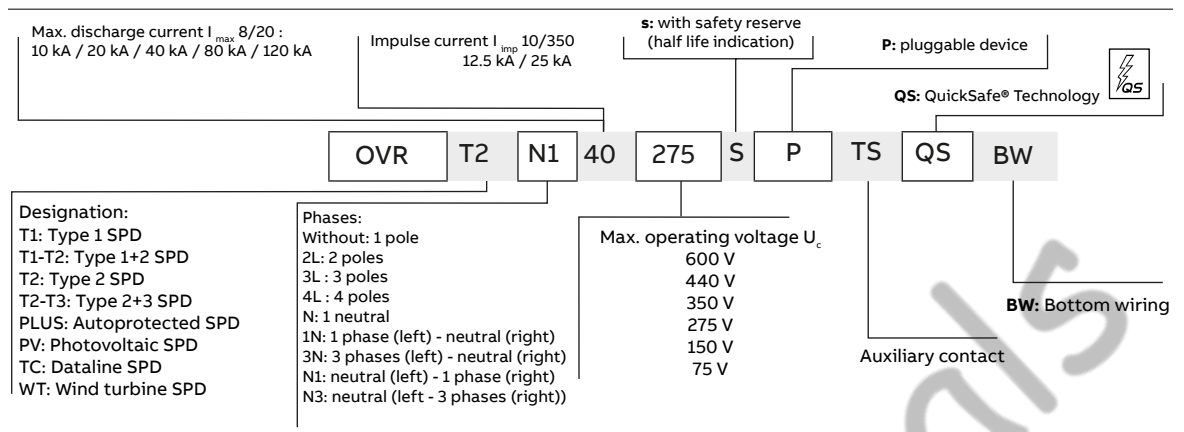 Max. discharge current I max 8/20 :
10 kA / 20 kA / 40 kA / 80 kA / 120 kA
Impulse current I imp 10/350
12.5 kA / 25 kA
s: with safety reserve
(half life indication)
P: pluggable device
QS: QuickSafe® Technology
QS
OVR T2 N1 40 275 S P TS QS BW
Designation:
T1: Type 1 SPD
T1-T2: Type 1+2 SPD
T2: Type 2 SPD
T2-T3: Type 2+3 SPD
PLUS: Autoprotected SPD
PV: Photovoltaic SPD
TC: Dataline SPD
WT: Wind turbine SPD
Phases:
Without: 1 pole
2L: 2 poles
3L : 3 poles
4L : 4 poles
N: 1 neutral
1N: 1 phase (left) - neutral (right)
3N: 3 phases (left) - neutral (right)
N1: neutral (left) - 1 phase (right)
N3: neutral (left - 3 phases (right))
Max. operating voltage Uc
600 V
440 V
350 V
275 V
150 V
75 V
Auxiliary contact
BW: Bottom wiring